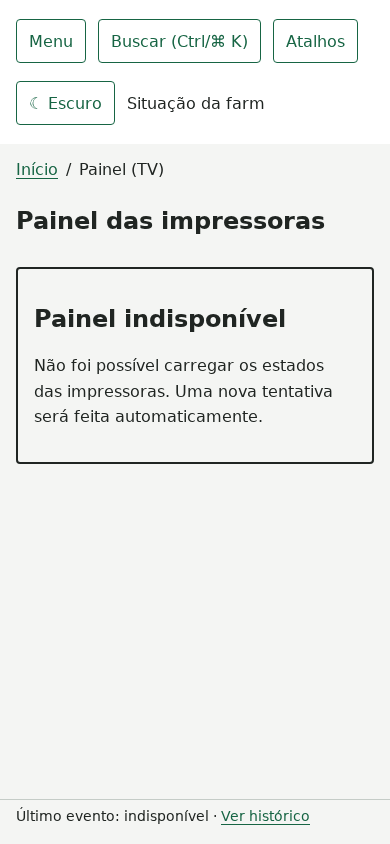 Menu
Buscar (Ctrl/⌘ K)
Atalhos
☾ Escuro
Situação da farm
Início / Painel (TV)
Painel das impressoras
Painel indisponível
Não foi possível carregar os estados
das impressoras. Uma nova tentativa
será feita automaticamente.
Último evento: indisponível · Ver histórico